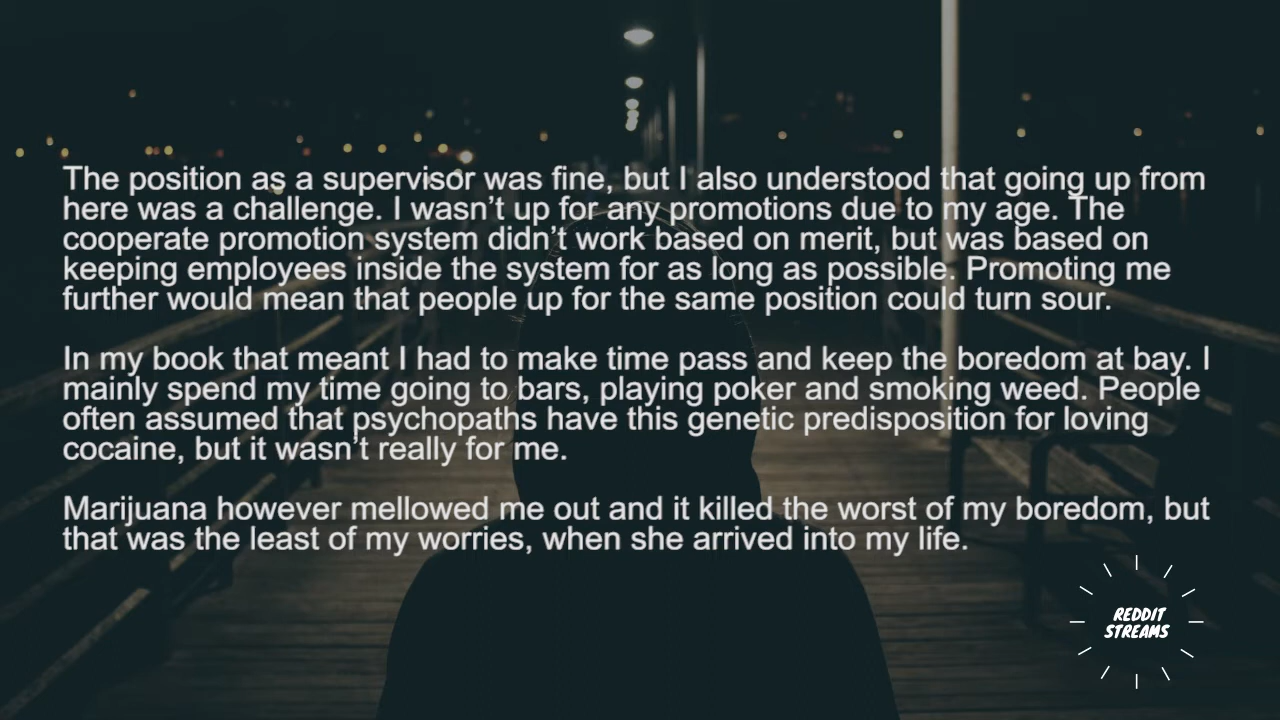 The position as a supervisor was fine, but I also understood that going up from
here was a challenge. I wasn’t up for any promotions due to my age. The
cooperate promotion system didn’t work based on merit, but was based on
keeping employees inside the system for as long as possible. Promoting me
further would mean that people up for the same position could turn sour.
In my book that meant I had to make time pass and keep the boredom at bay. I
mainly spend my time going to bars, playing poker and smoking weed. People
often assumed that psychopaths have this genetic predisposition for loving
cocaine, but it wasn’t really for me.
Marijuana however mellowed me out and it killed the worst of my boredom, but
that was the least of my worries, when she arrived into my life.
REDDIT
STREAMS